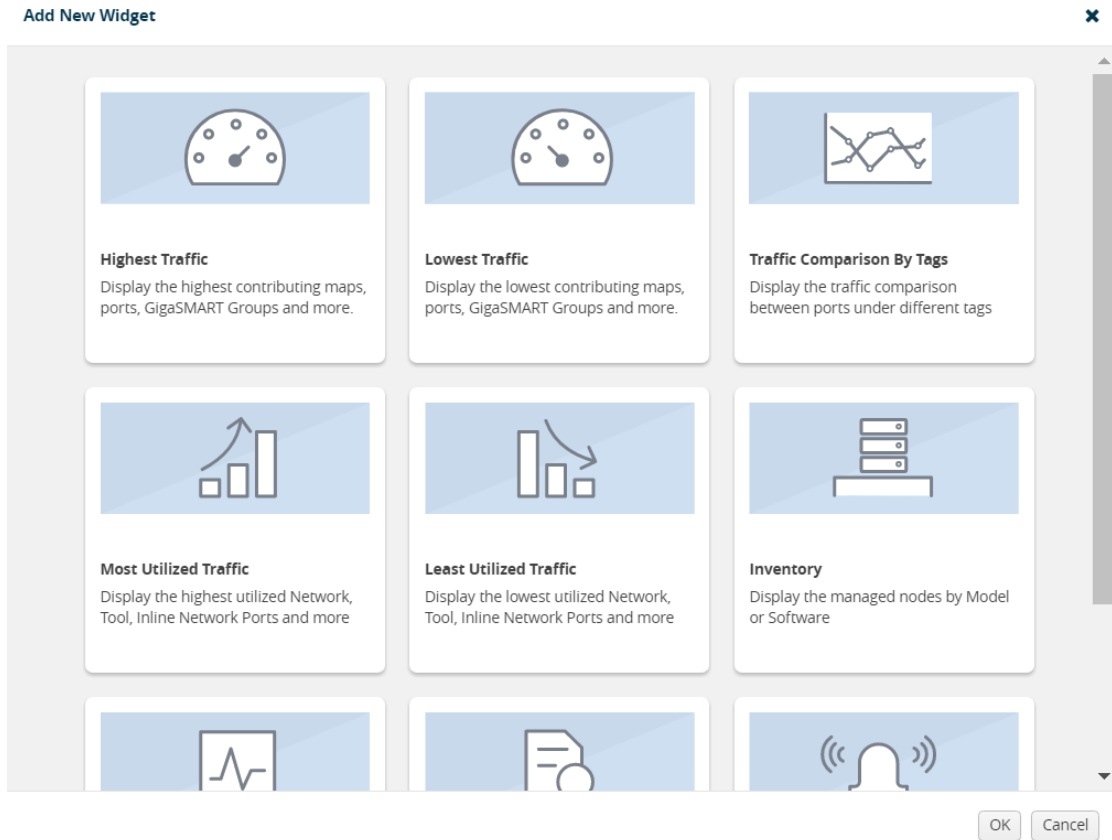 Add New Widget
Highest Traffic
Display the highest contributing maps,
ports, GigaSMART Groups and more.
Lowest Traffic
Display the lowest contributing maps,
ports, GigaSMART Groups and more.
Traffic Comparison By Tags
Display the traffic comparison
between ports under different tags
Most Utilized Traffic
Display the highest utilized Network,
Tool, Inline Network Ports and more
Least Utilized Traffic
Display the lowest utilized Network,
Tool, Inline Network Ports and more
Inventory
Display the managed nodes by Model
or Software
OK
Cancel